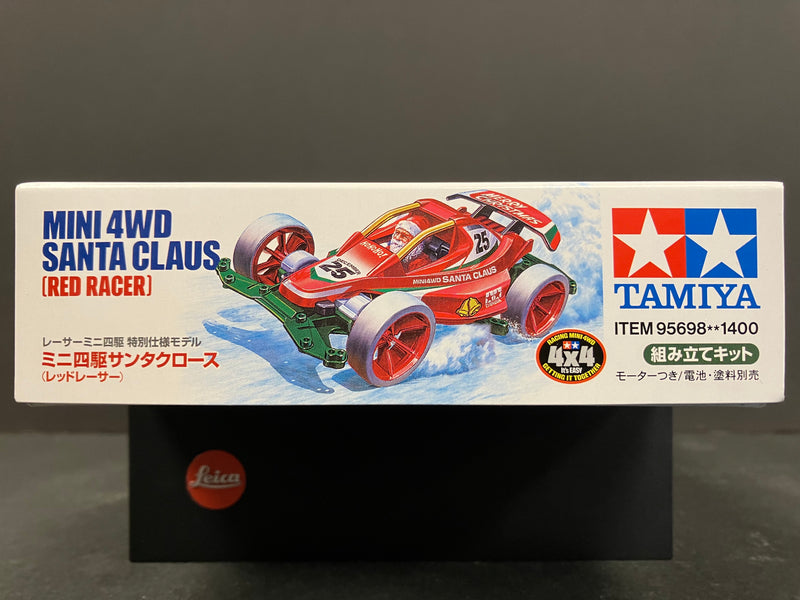 MINI 4WD
SANTA CLAUS
(RED RACER)
レーサーミニ四駆 特別仕様モデル
ミニ四駆サンタクロース
(レッドレーサー)
MERRY
CHRISTMAS
HO!HO!HO!
25
25
MINI4WD SANTA CLAUS
RACING MINI 4WD
4x4
It's EASY
GETTING IT TOGETHER
TAMIYA
ITEM 95698**1400
組み立てキット
モーターつき/電池・塗料別売
Leica